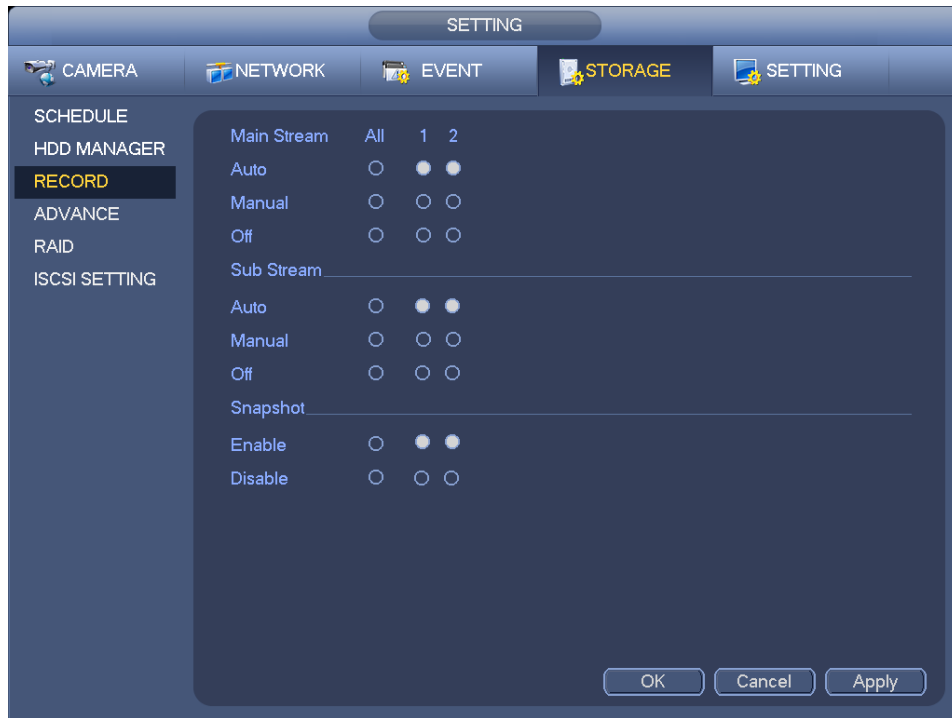 SETTING
CAMERA NETWORK EVENT STORAGE SETTING
SCHEDULE
HDD MANAGER
RECORD
ADVANCE
RAID
ISCSI SETTING
Main Stream All 1 2
Auto
Manual
Off
Sub Stream
Auto
Manual
Off
Snapshot
Enable
Disable
OK Cancel Apply